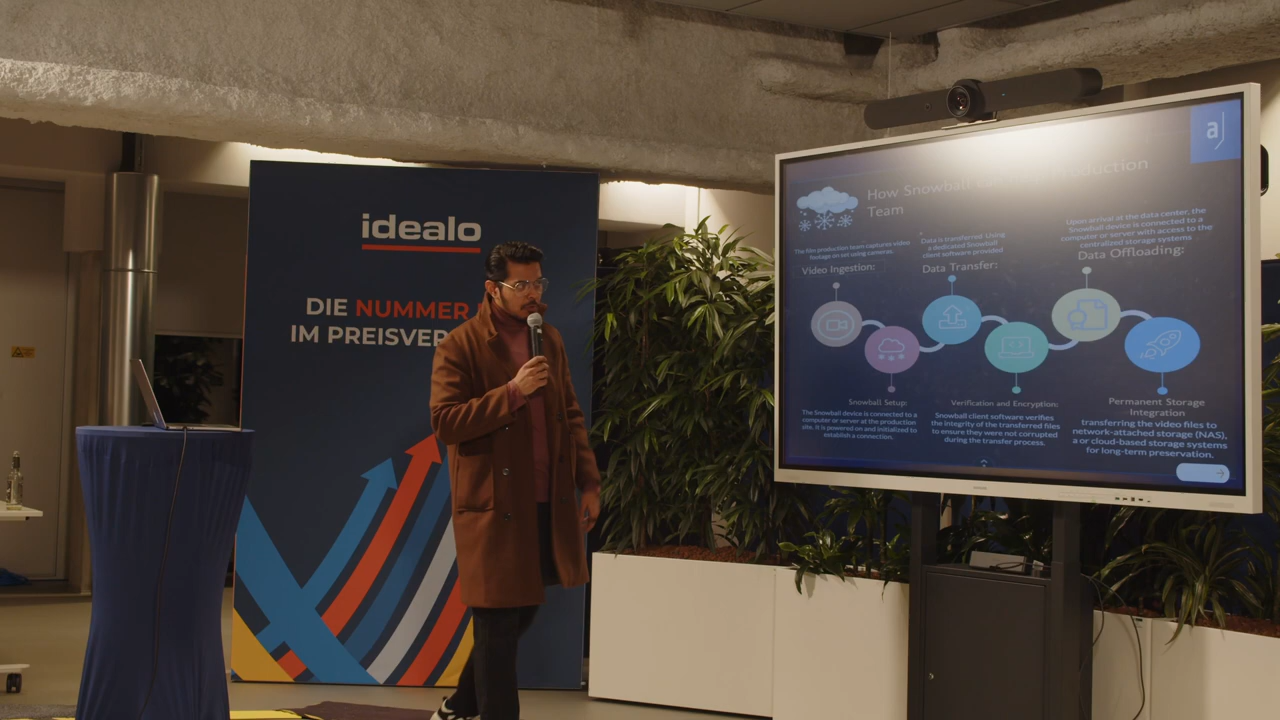 idealo
DIE NUMMER
IM PREISVER
a
How Snowball
Team
The film production team captures video
footage on set using cameras.
Video Ingestion:
Data is transferred Using
a dedicated Snowball
client software provided
Data Transfer:
Upon arrival at the data center, the
Snowball device is connected to a
computer or server with access to the
centralized storage systems
Data Offloading:
Snowball Setup:
The Snowball device is connected to a
computer or server at the production
site. It is powered on and initialized to
establish a connection.
Verification and Encryption:
Snowball client software verifies
the integrity of the transferred files
to ensure they were not corrupted
during the transfer process.
Permanent Storage
Integration
transferring the video files to
network-attached storage (NAS),
a or cloud-based storage systems
for long-term preservation.